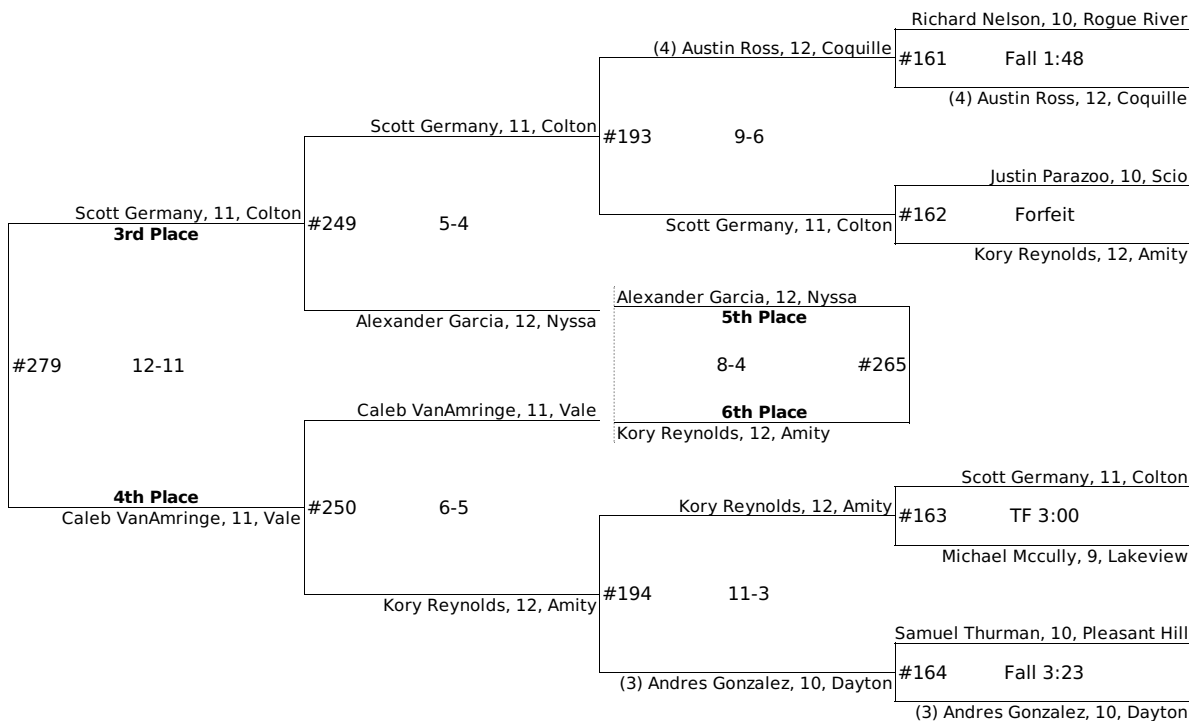 Richard Nelson, 10, Rogue River
(4) Austin Ross, 12, Coquille
#161 Fall 1:48
(4) Austin Ross, 12, Coquille
Scott Germany, 11, Colton
#193 9-6
Justin Parazoo, 10, Scio
Scott Germany, 11, Colton
3rd Place
#249 5-4
Scott Germany, 11, Colton
#162 Forfeit
Kory Reynolds, 12, Amity
Alexander Garcia, 12, Nyssa
Alexander Garcia, 12, Nyssa
5th Place
#279 12-11
8-4 #265
Caleb VanAmringe, 11, Vale
6th Place
Kory Reynolds, 12, Amity
Scott Germany, 11, Colton
4th Place
Caleb VanAmringe, 11, Vale
#250 6-5
Kory Reynolds, 12, Amity
#163 TF 3:00
Michael Mccully, 9, Lakeview
Kory Reynolds, 12, Amity
#194 11-3
Samuel Thurman, 10, Pleasant Hill
(3) Andres Gonzalez, 10, Dayton
#164 Fall 3:23
(3) Andres Gonzalez, 10, Dayton